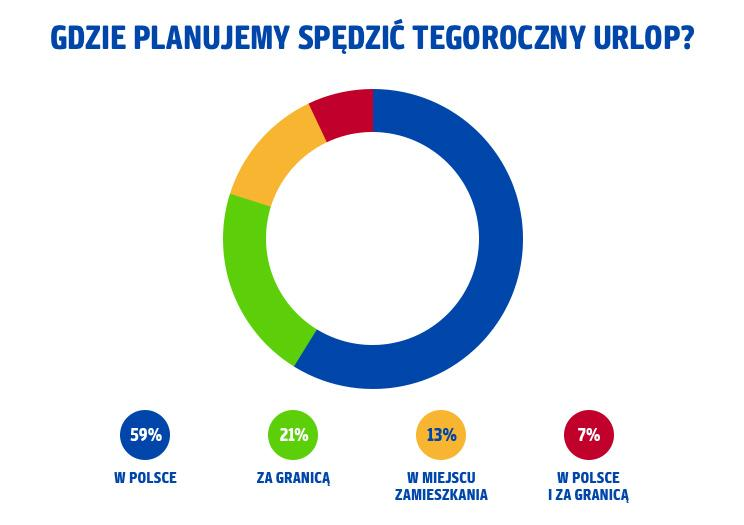 GDZIE PLANUJEMY SPĘDZIĆ TEGOROCZNY URLOP?
59%
21%
13%
7%
W POLSCE
ZA GRANICĄ
W MIEJSCU
ZAMIESZKANIA
W POLSCE
I ZA GRANICĄ